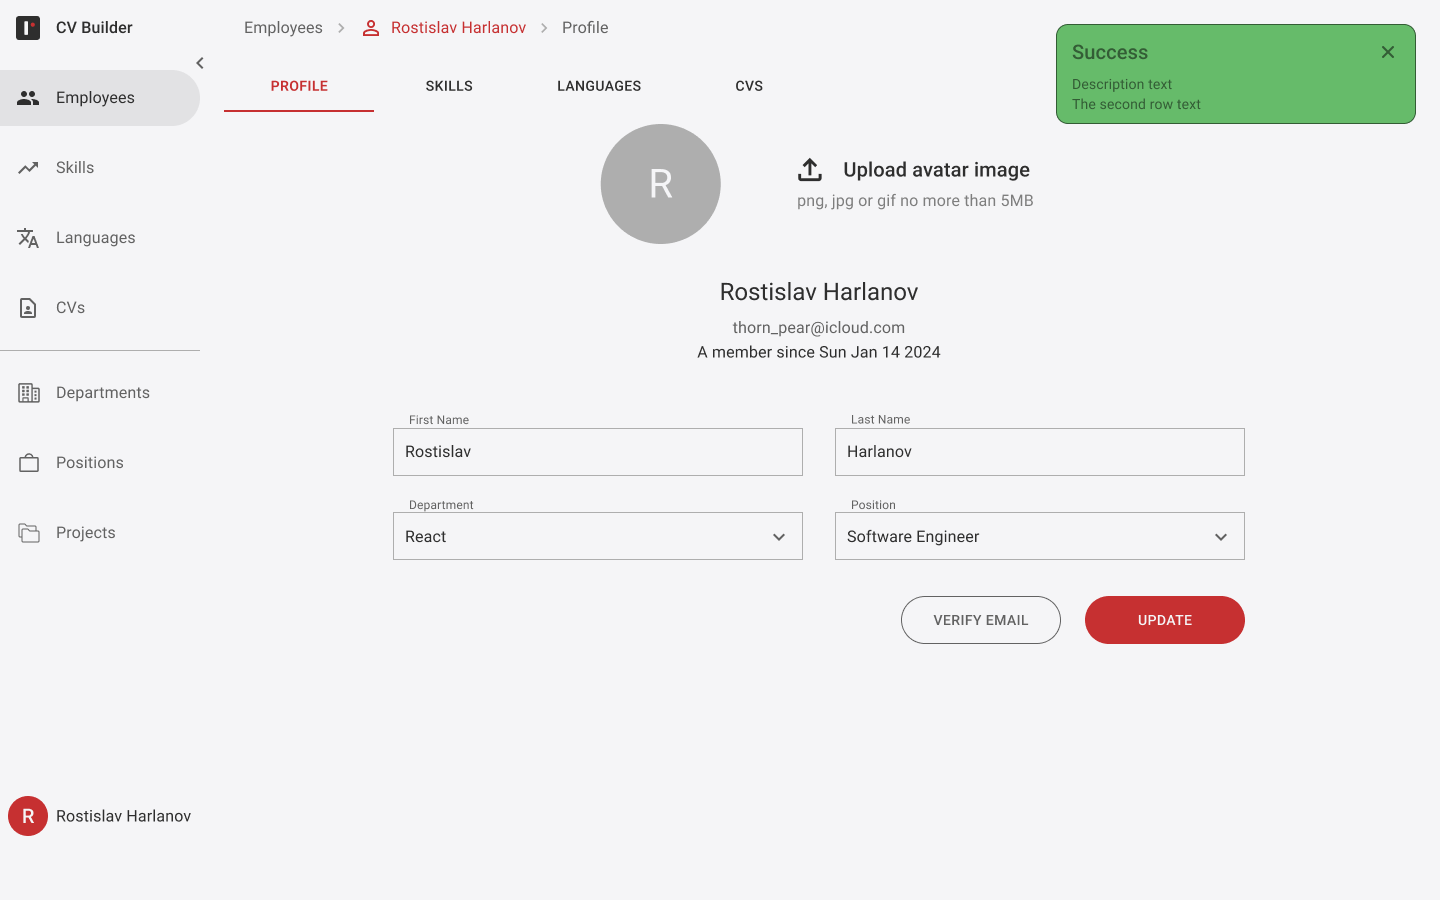 CV Builder
Employees
Skills
Languages
CVs
Departments
Positions
Projects
R
Rostislav Harlanov
Employees
Rostislav Harlanov
Profile
PROFILE
SKILLS
LANGUAGES
CVS
Success
Description text
The second row text
R
Upload avatar image
png, jpg or gif no more than 5MB
Rostislav Harlanov
thorn_pear@icloud.com
A member since Sun Jan 14 2024
First Name
Rostislav
Last Name
Harlanov
Department
React
Position
Software Engineer
VERIFY EMAIL
UPDATE